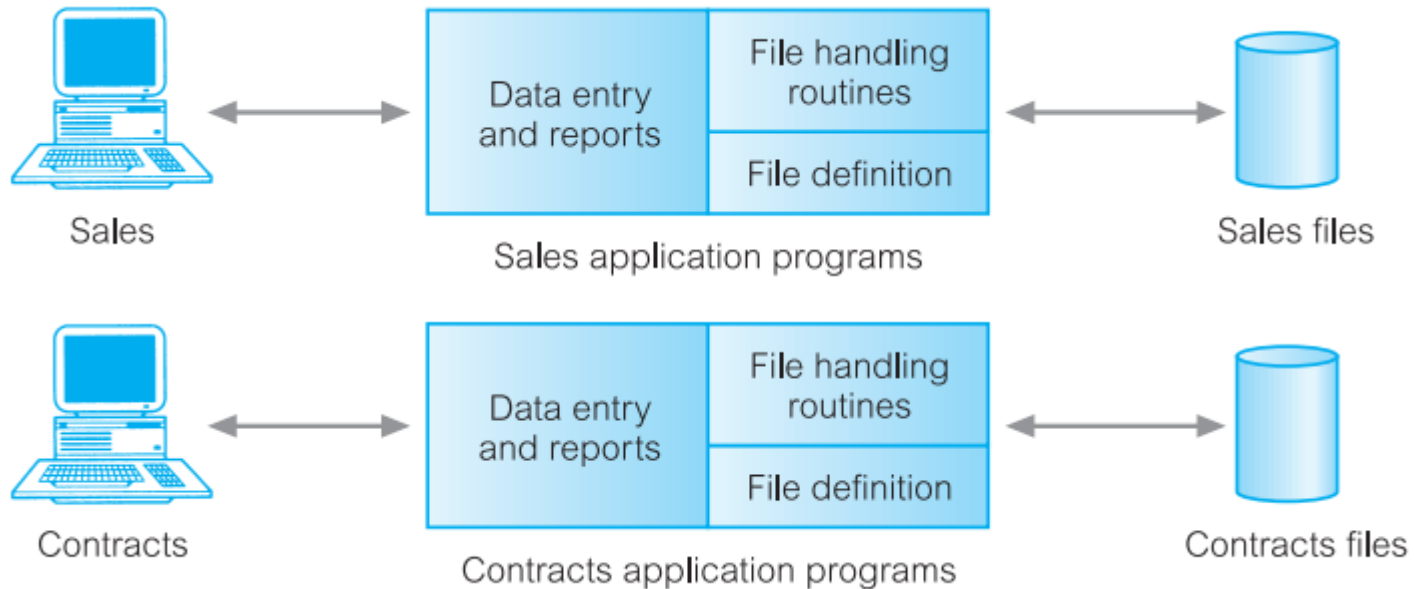 Data entry
and reports
File handling
routines
File definition
Sales
Sales application programs
Sales files
Data entry
and reports
File handling
routines
File definition
Contracts
Contracts application programs
Contracts files